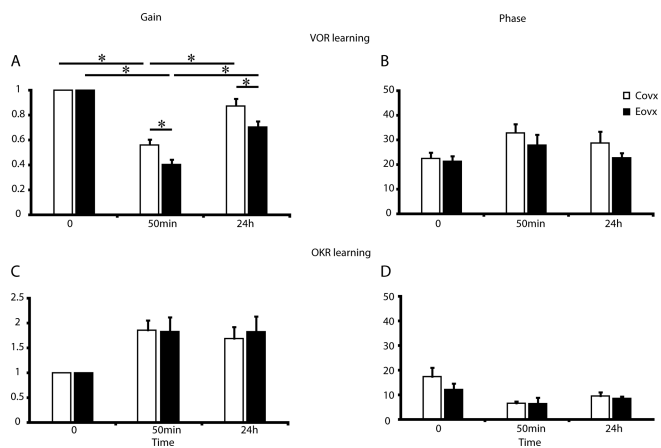 Gain
Phase
VOR learning
A
* * * * * *
1
0.8
0.6
0.4
0.2
0
0 50min 24h
B
50
40
30
20
10
0
0 50min 24h
Covx
Eovx
OKR learning
C
2.5
2
1.5
1
0.5
0
0 50min 24h
Time
D
50
40
30
20
10
0
0 50min 24h
Time